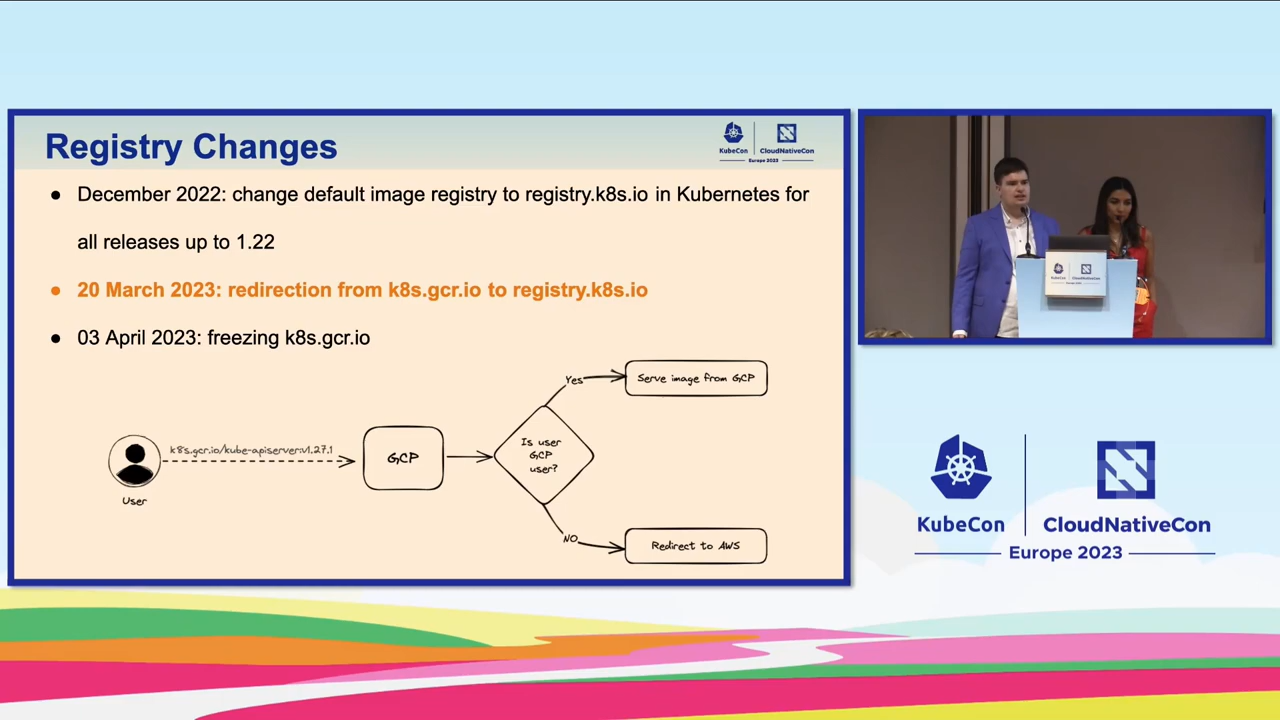 Registry Changes
KubeCon
CloudNativeCon
Europe 2023
● December 2022: change default image registry to registry.k8s.io in Kubernetes for
all releases up to 1.22
● 20 March 2023: redirection from k8s.gcr.io to registry.k8s.io
● 03 April 2023: freezing k8s.gcr.io
Yes
Serve image from GCP
k8s.gcr.io/kube-apiserver:v1.27.1
GCP
Is user
GCP
user?
User
NO
Redirect to AWS
KubeCon
CloudNativeCon
Europe 2023